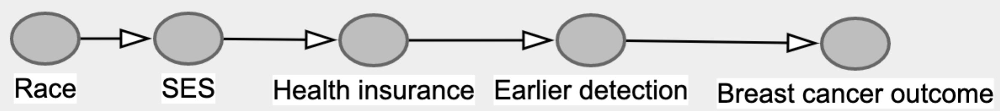 Race
SES
Health insurance
Earlier detection
Breast cancer outcome